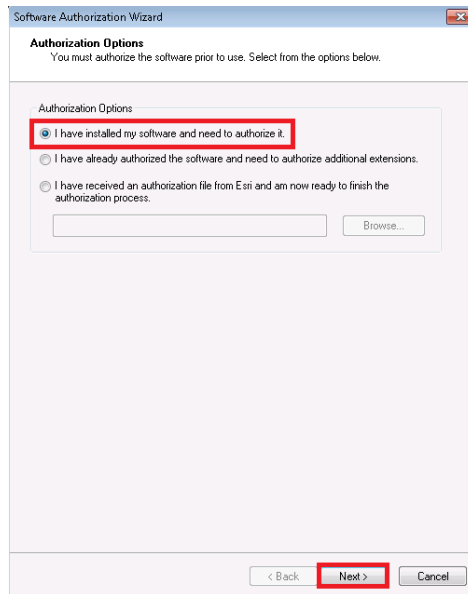 Software Authorization Wizard
Authorization Options
You must authorize the software prior to use. Select from the options below.
Authorization Options
I have installed my software and need to authorize it.
I have already authorized the software and need to authorize additional extensions.
I have received an authorization file from Esri and am now ready to finish the
authorization process.
Browse...
< Back Next > Cancel